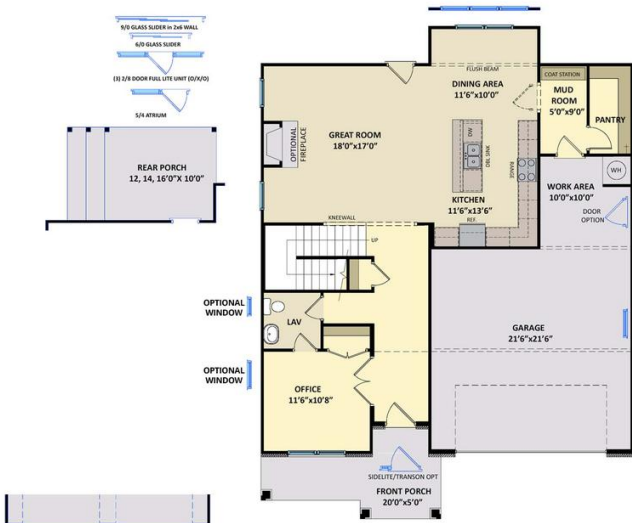 9/0 GLASS SLIDER in 2x6 WALL
6/0 GLASS SLIDER
(3) 2/8 DOOR FULL LITE UNIT (O/X/O)
5/4 ATRIUM
REAR PORCH
12, 14, 16'0"X 10'0"
FLUSH BEAM
DINING AREA
11'6"x10'0"
COAT STATION
MUD
ROOM
5'0"x9'0"
PANTRY
GREAT ROOM
18'0"x17'0"
OPTIONAL
FIREPLACE
DW
DBL SINK
RANGE
KITCHEN
11'6"x13'6"
REF.
WH
WORK AREA
10'0"x10'0"
DOOR
OPTION
KNEEWALL
UP
OPTIONAL
WINDOW
LAV
GARAGE
21'6"x21'6"
OPTIONAL
WINDOW
OFFICE
11'6"x10'8"
SIDELITE/TRANSON OPT
FRONT PORCH
20'0"x5'0"